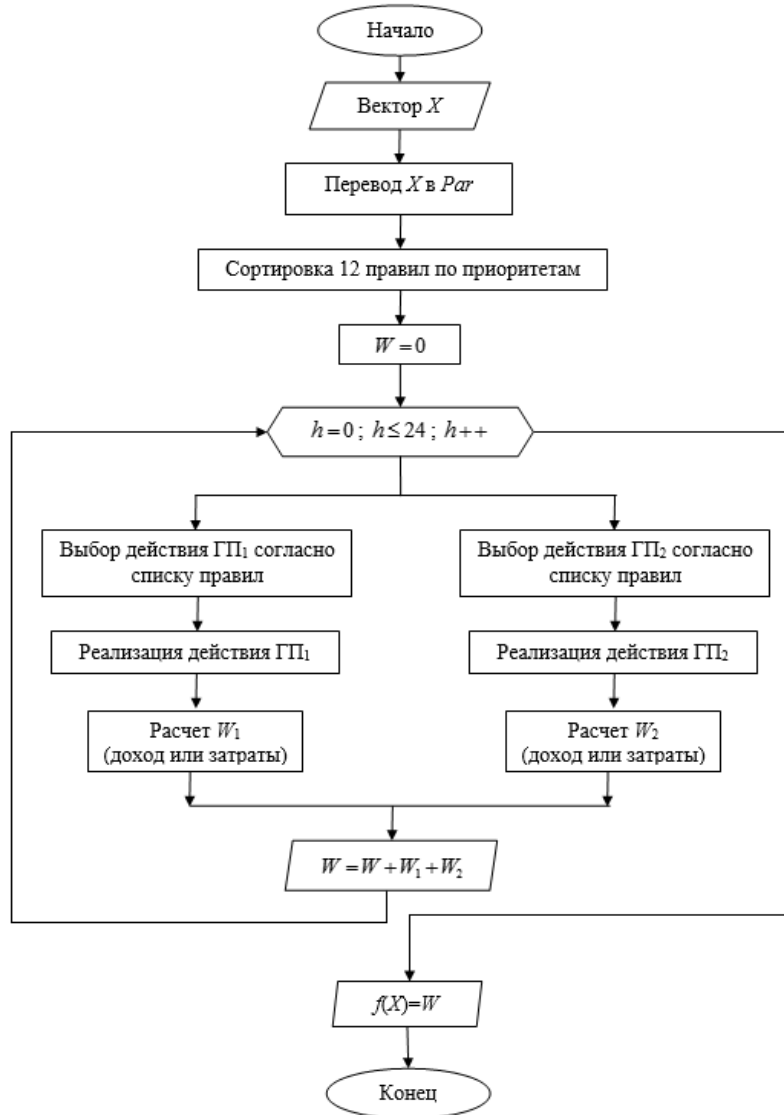 Начало
Вектор X
Перевод X в Par
Сортировка 12 правил по приоритетам
W = 0
h=0 ; h≤24 ; h++
Выбор действия ГП₁ согласно
списку правил
Реализация действия ГП₁
Расчет W₁
(доход или затраты)
Выбор действия ГП₂ согласно
списку правил
Реализация действия ГП₂
Расчет W₂
(доход или затраты)
W = W + W₁ + W₂
f(X)=W
Конец